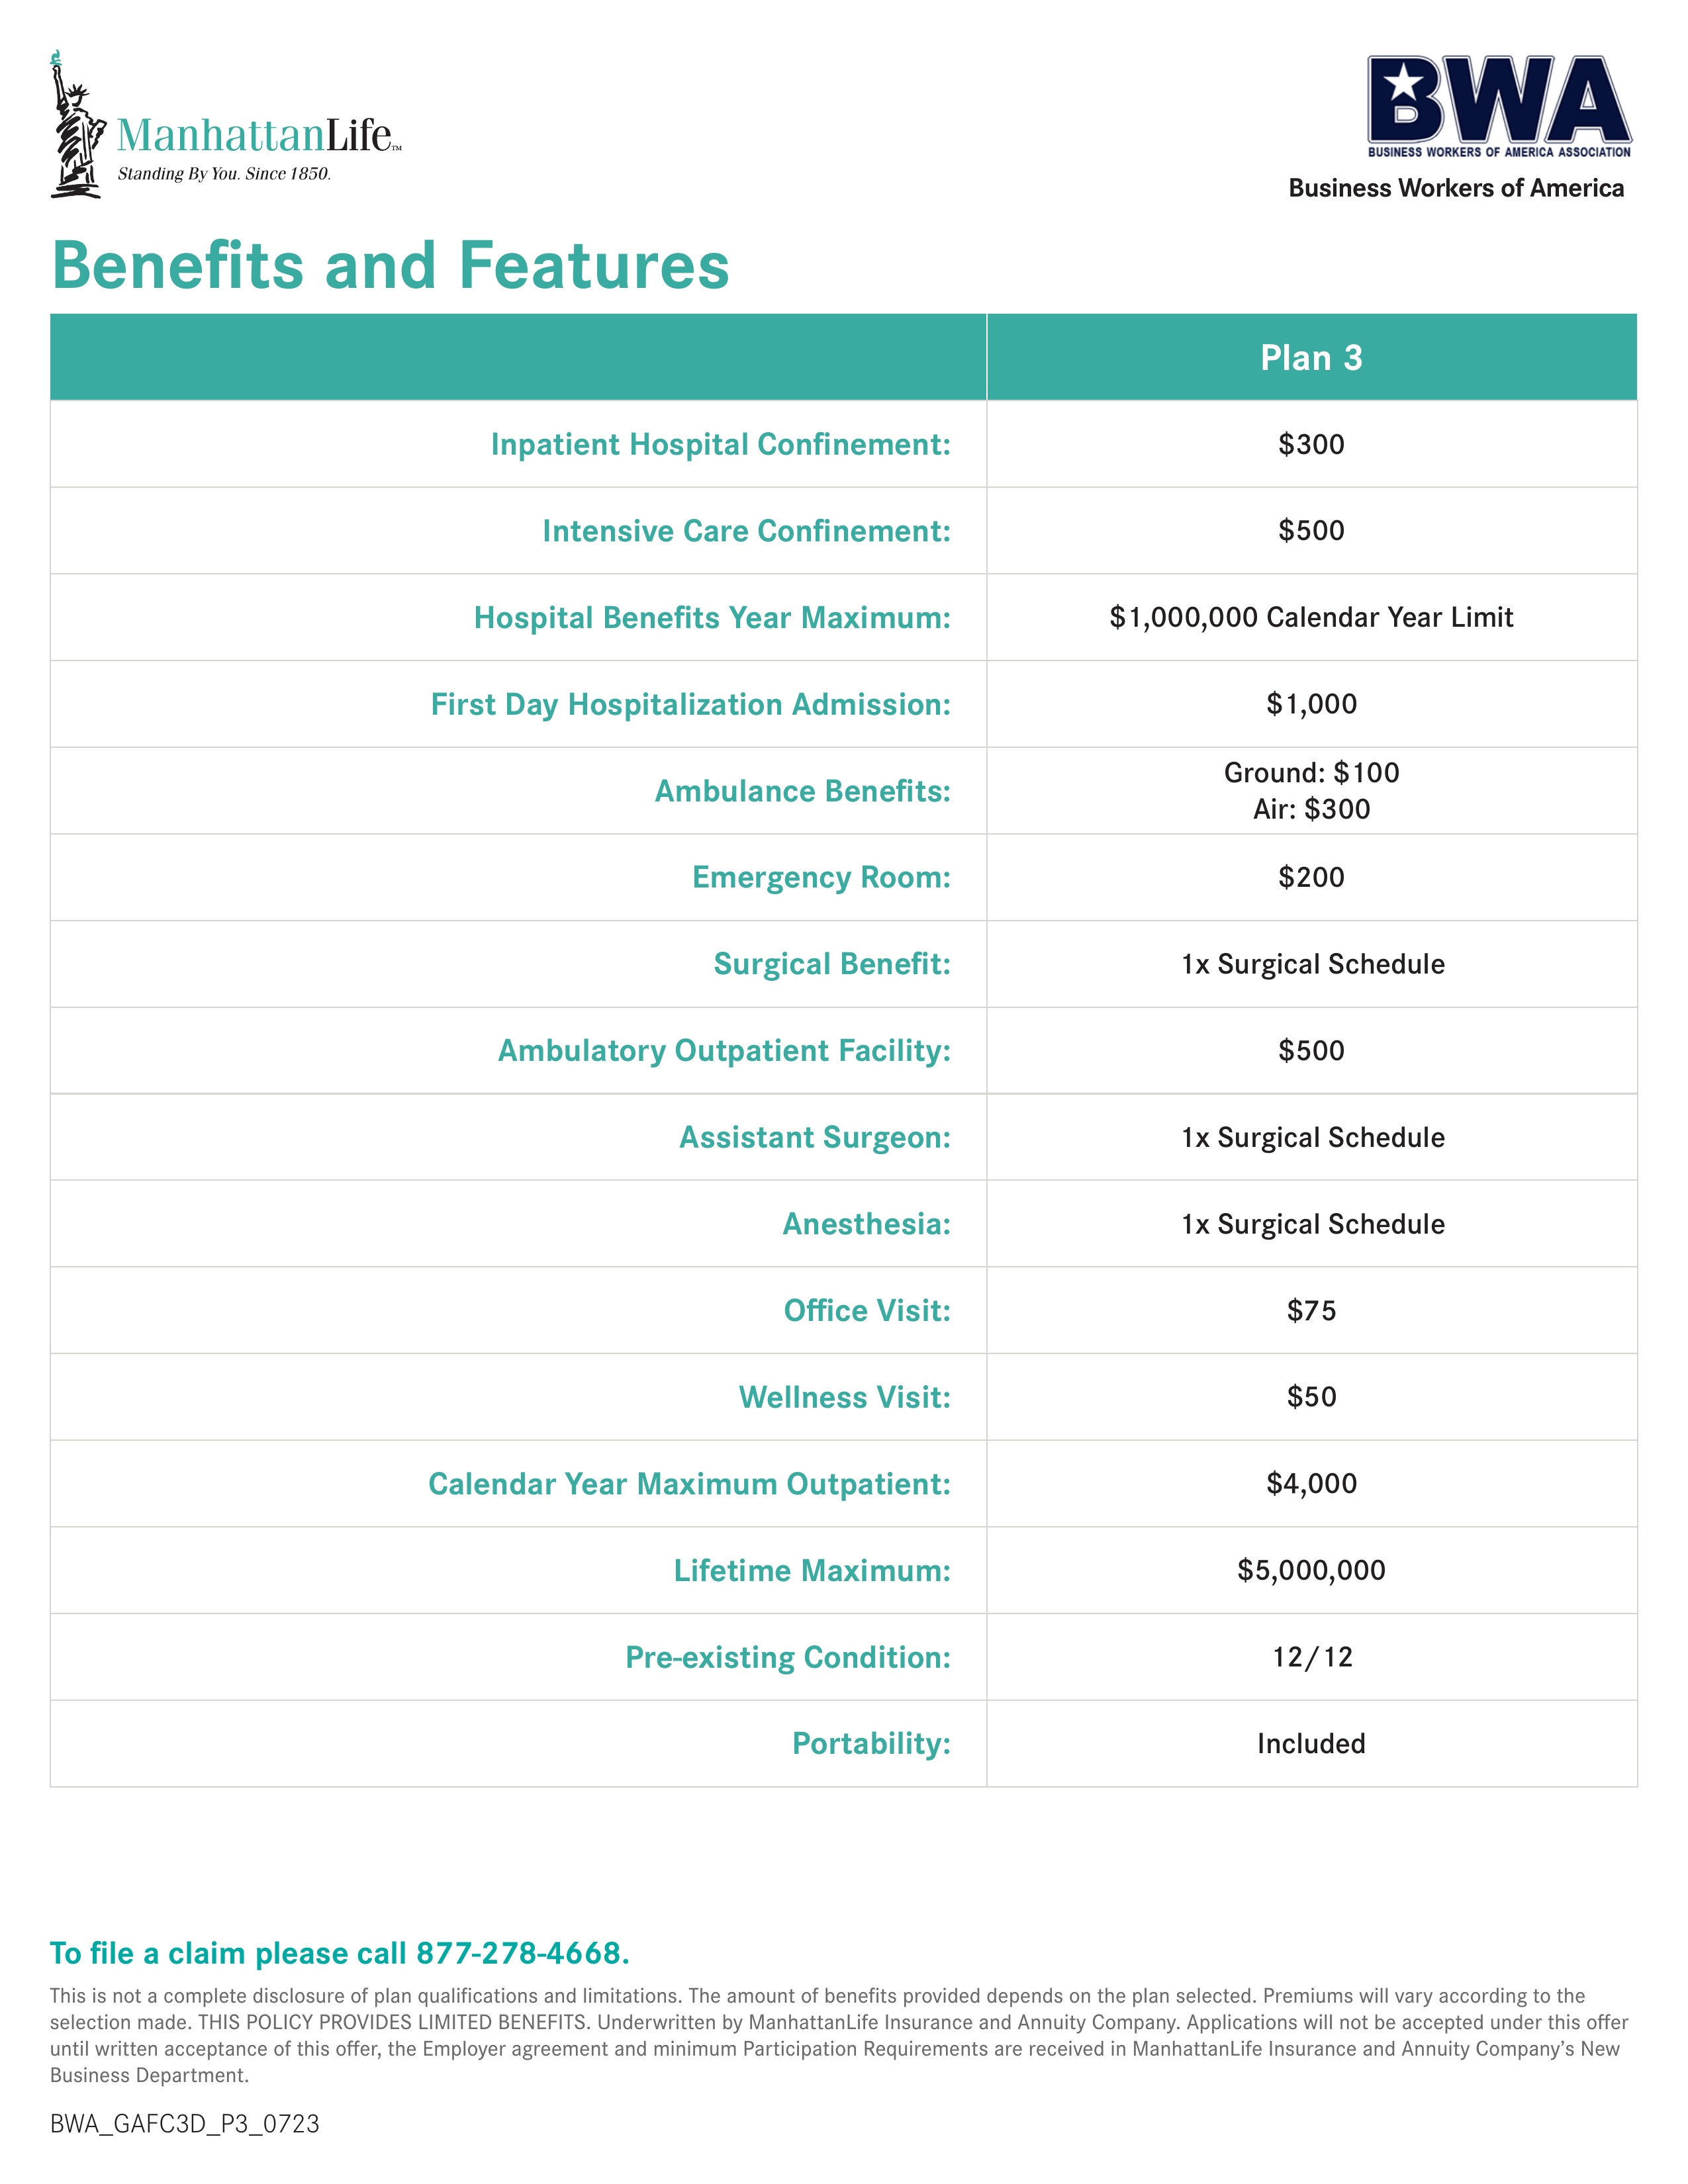 ManhattanLife™
Standing By You. Since 1850.
BWA
BUSINESS WORKERS OF AMERICA ASSOCIATION
Business Workers of America
Benefits and Features
Plan 3
Inpatient Hospital Confinement: $300
Intensive Care Confinement: $500
Hospital Benefits Year Maximum: $1,000,000 Calendar Year Limit
First Day Hospitalization Admission: $1,000
Ambulance Benefits: Ground: $100
Air: $300
Emergency Room: $200
Surgical Benefit: 1x Surgical Schedule
Ambulatory Outpatient Facility: $500
Assistant Surgeon: 1x Surgical Schedule
Anesthesia: 1x Surgical Schedule
Office Visit: $75
Wellness Visit: $50
Calendar Year Maximum Outpatient: $4,000
Lifetime Maximum: $5,000,000
Pre-existing Condition: 12/12
Portability: Included
To file a claim please call 877-278-4668.
This is not a complete disclosure of plan qualifications and limitations. The amount of benefits provided depends on the plan selected. Premiums will vary according to the
selection made. THIS POLICY PROVIDES LIMITED BENEFITS. Underwritten by ManhattanLife Insurance and Annuity Company. Applications will not be accepted under this offer
until written acceptance of this offer, the Employer agreement and minimum Participation Requirements are received in ManhattanLife Insurance and Annuity Company’s New
Business Department.
BWA_GAFC3D_P3_0723